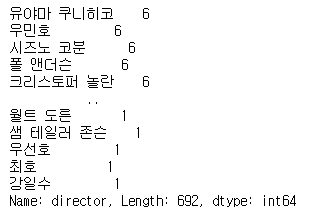 유야마 쿠니히코 6
우민호 6
시즈노 코분 6
폴 앤더슨 6
크리스토퍼 놀란 6
..
월트 도른 1
샘 테일러 존슨 1
우선호 1
최호 1
강일수 1
Name: director, Length: 692, dtype: int64